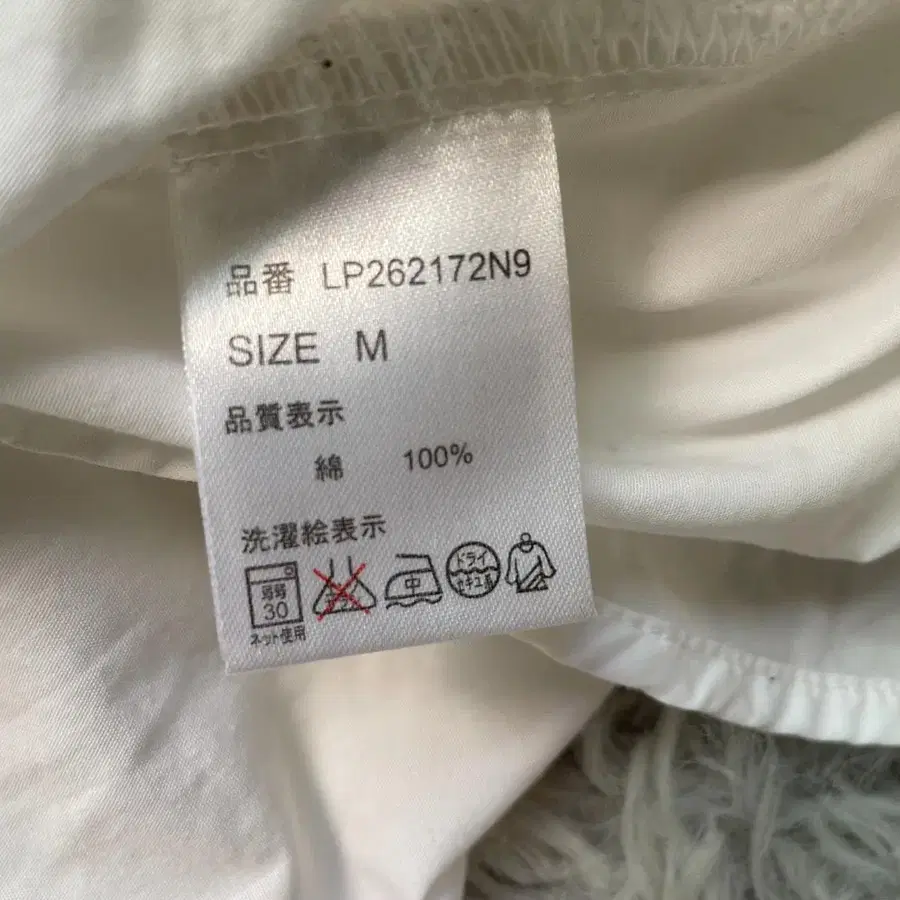 品番 LP262172N9
SIZE M
品質表示
綿 100%
洗濯絵表示
弱 30 中 ドライ セキユ系
ネット使用